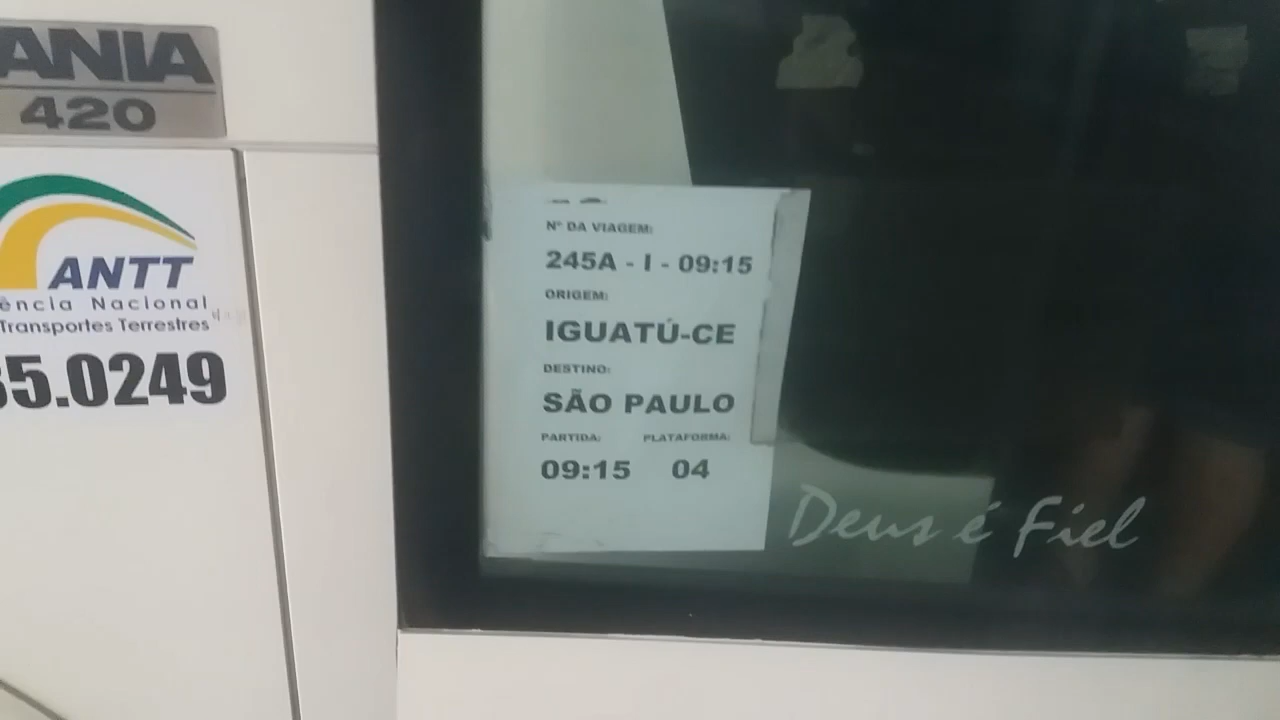 ANIA
420
ANTT
ência Nacional
Transportes Terrestres
35.0249
Nº DA VIAGEM:
245A - I - 09:15
ORIGEM:
IGUATÚ-CE
DESTINO:
SÃO PAULO
PARTIDA: PLATAFORMA:
09:15 04
Deus é Fiel